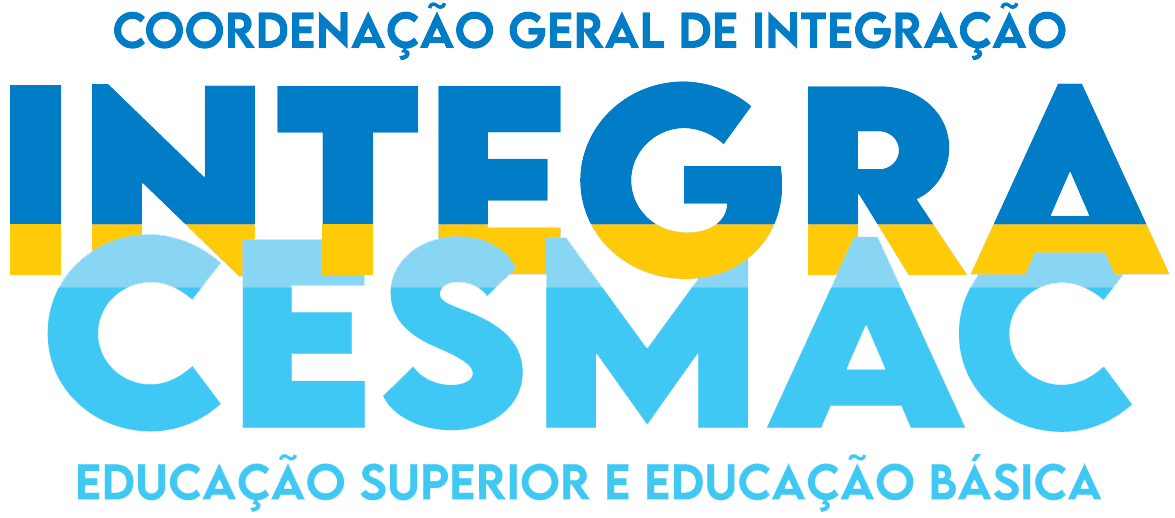 COORDENAÇÃO GERAL DE INTEGRAÇÃO
INTEGRA
CESMAC
EDUCAÇÃO SUPERIOR E EDUCAÇÃO BÁSICA